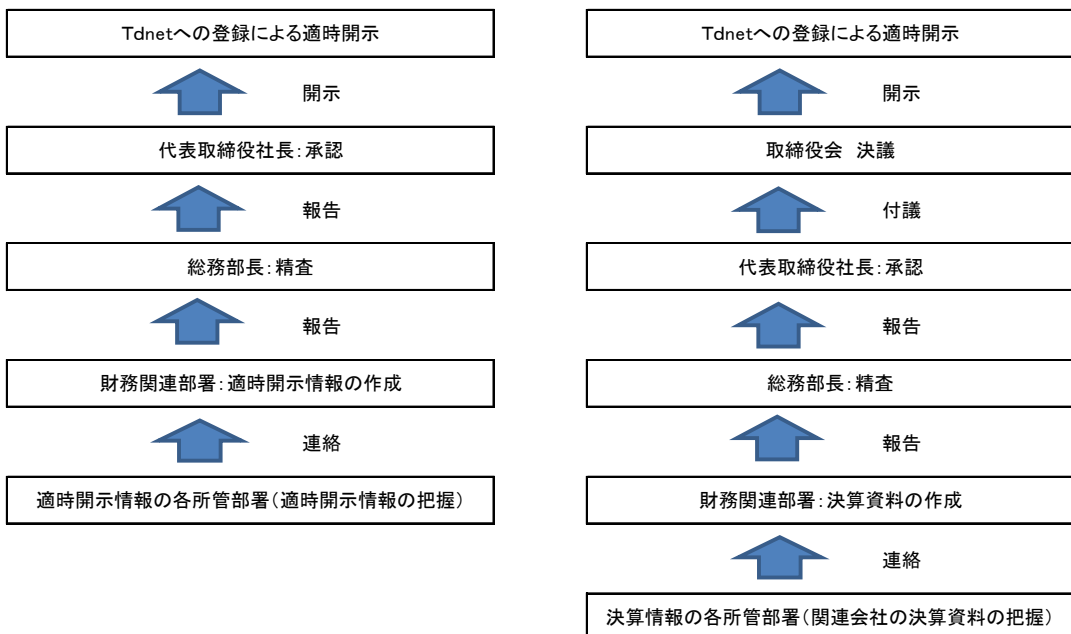 Tdnetへの登録による適時開示
開示
代表取締役社長：承認
報告
総務部長：精査
報告
財務関連部署：適時開示情報の作成
連絡
適時開示情報の各所管部署（適時開示情報の把握）
Tdnetへの登録による適時開示
開示
取締役会　決議
付議
代表取締役社長：承認
報告
総務部長：精査
報告
財務関連部署：決算資料の作成
連絡
決算情報の各所管部署（関連会社の決算資料の把握）